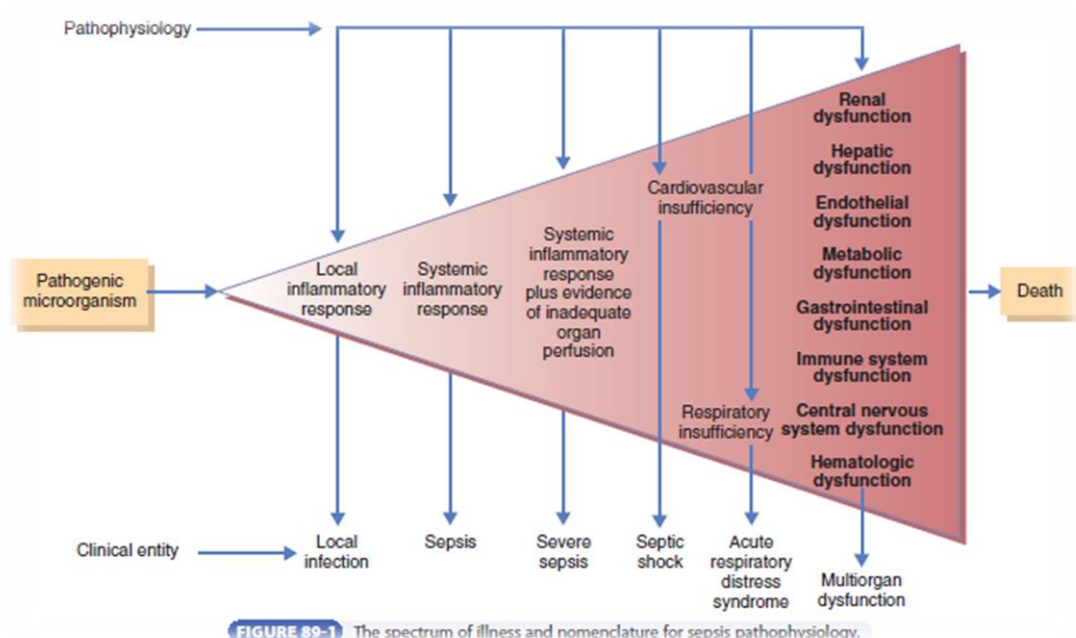 Pathophysiology
Renal
dysfunction
Hepatic
dysfunction
Cardiovascular
insufficiency
Endothelial
dysfunction
Systemic
inflammatory
response
plus evidence
of inadequate
organ
perfusion
Metabolic
dysfunction
Pathogenic
microorganism
Local
inflammatory
response
Systemic
inflammatory
response
Gastrointestinal
dysfunction
Death
Immune system
dysfunction
Respiratory
insufficiency
Central nervous
system dysfunction
Hematologic
dysfunction
Clinical entity
Local
infection
Sepsis
Severe
sepsis
Septic
shock
Acute
respiratory
distress
syndrome
Multiorgan
dysfunction
FIGURE 89-1 The spectrum of illness and nomenclature for sepsis pathophysiology.